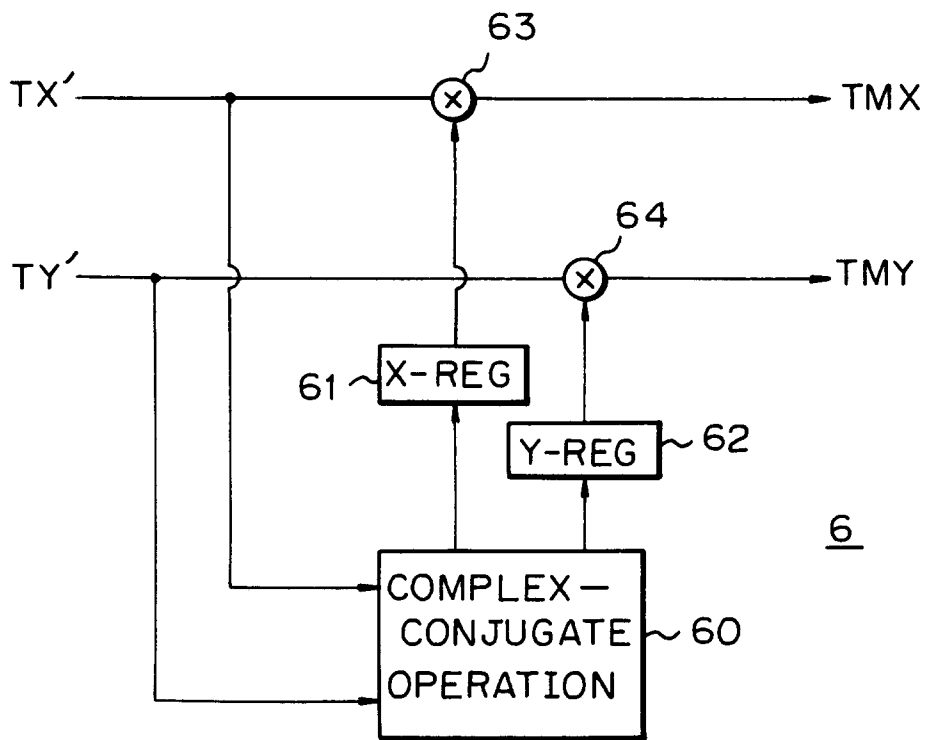 63
TX′
×
TMX
64
TY′
×
TMY
61
X-REG
Y-REG
62
6
COMPLEX-
CONJUGATE
OPERATION
60